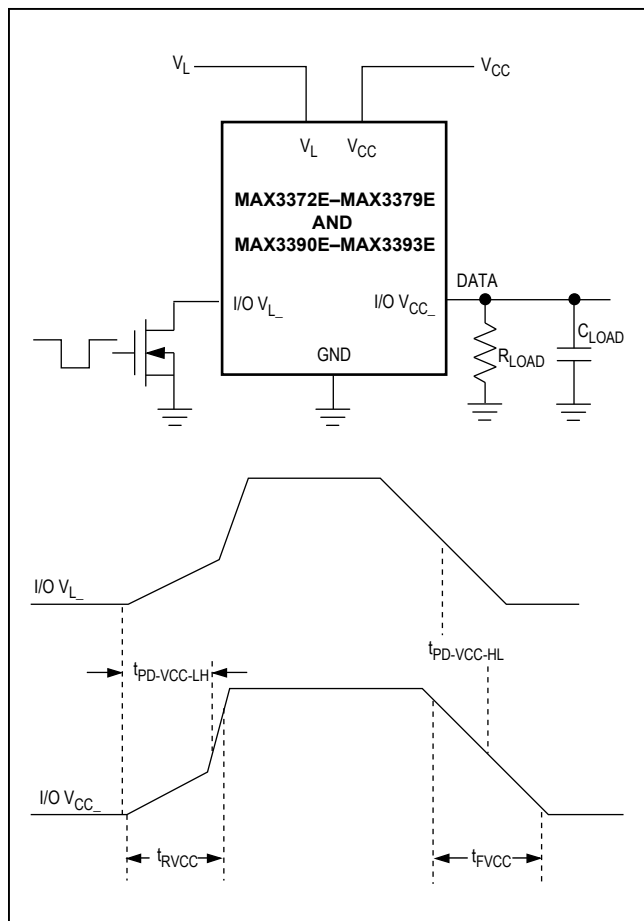 V_L V_CC
V_L V_CC
MAX3372E–MAX3379E
AND
MAX3390E–MAX3393E
DATA
I/O V_L_ I/O V_CC_
C_LOAD
R_LOAD
GND
I/O V_L_
t_PD-VCC-LH t_PD-VCC-HL
I/O V_CC_
t_RVCC t_FVCC